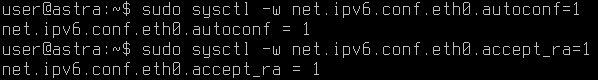 user@astra:~$ sudo sysctl -w net.ipv6.conf.eth0.autoconf=1
net.ipv6.conf.eth0.autoconf = 1
user@astra:~$ sudo sysctl -w net.ipv6.conf.eth0.accept_ra=1
net.ipv6.conf.eth0.accept_ra = 1